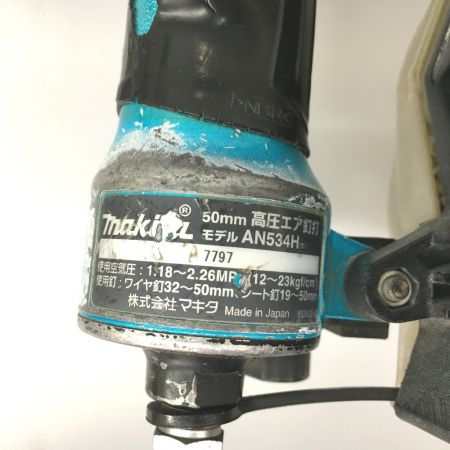 >NBR<
makita® 50mm 高圧エア釘打
モデル AN534H
7797
使用空気圧：1.18～2.26MPa(12～23kgf/cm²)
使用釘：ワイヤ釘32～50mm、シート釘19～50mm
株式会社マキタ Made in Japan